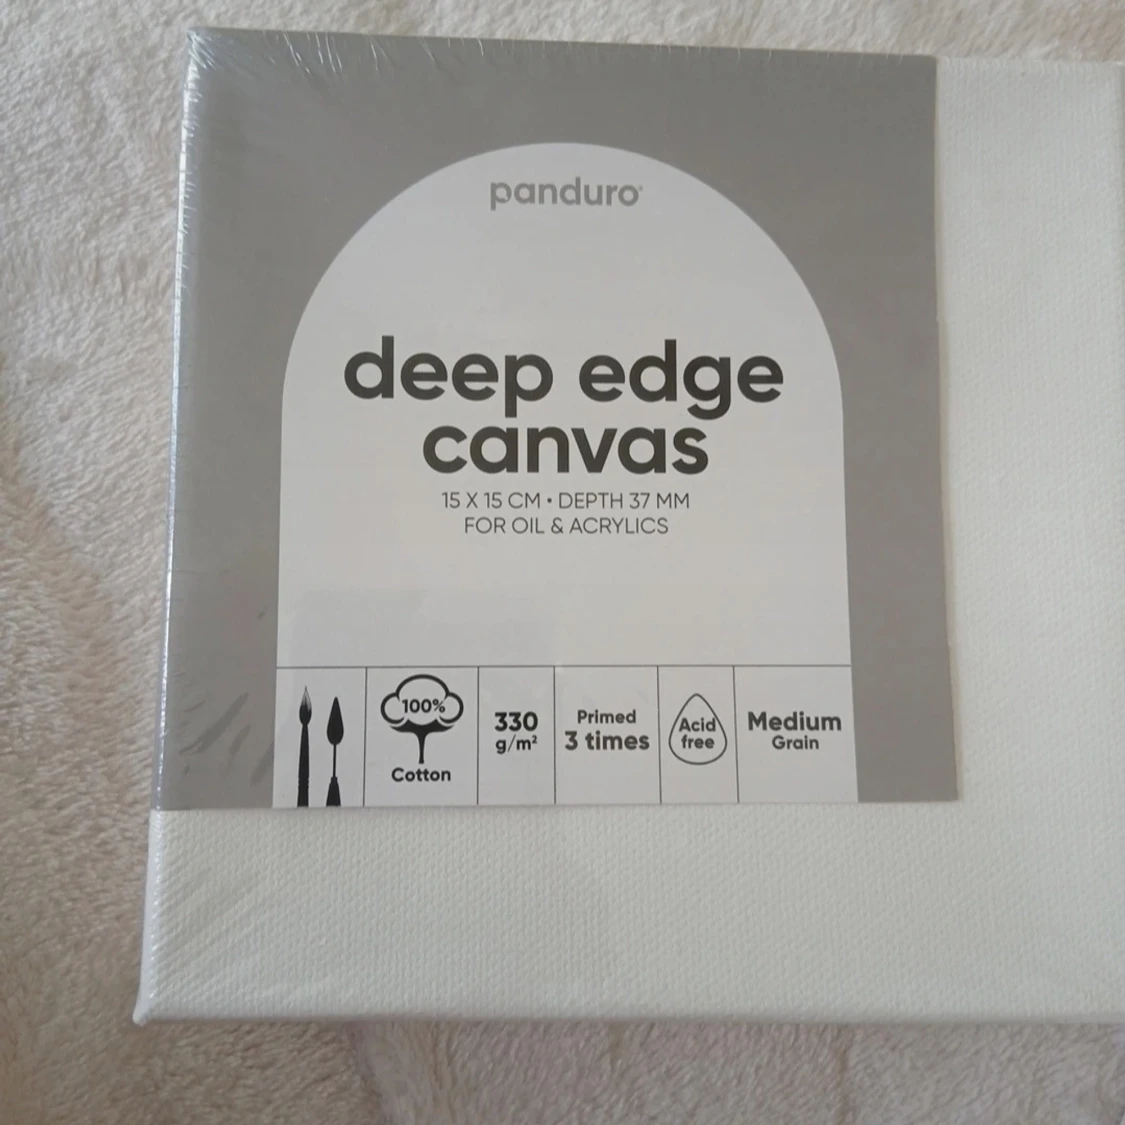 panduro
deep edge
canvas
15 X 15 CM • DEPTH 37 MM
FOR OIL & ACRYLICS
100%
Cotton
330
g/m²
Primed
3 times
Acid
free
Medium
Grain